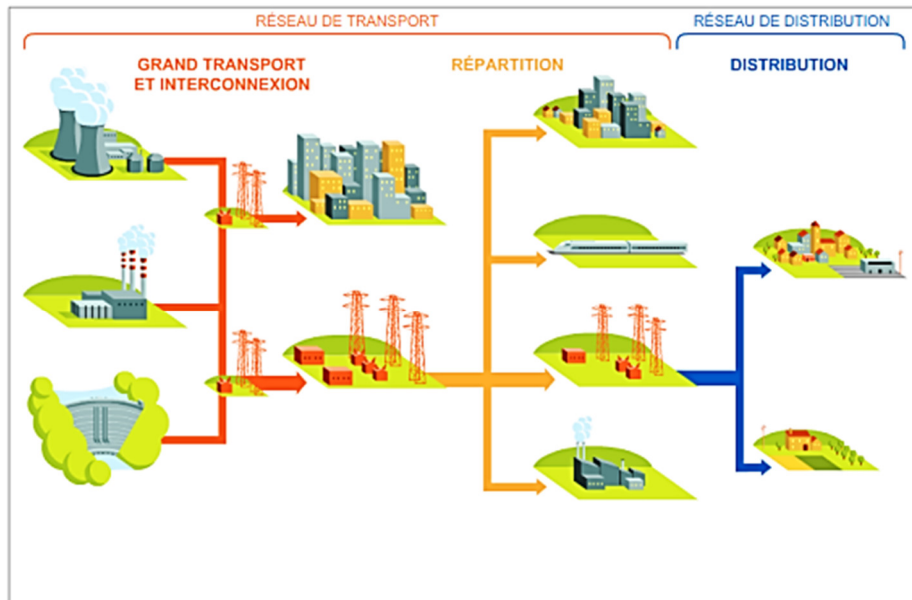 RÉSEAU DE TRANSPORT
RÉSEAU DE DISTRIBUTION
GRAND TRANSPORT
ET INTERCONNEXION
RÉPARTITION
DISTRIBUTION